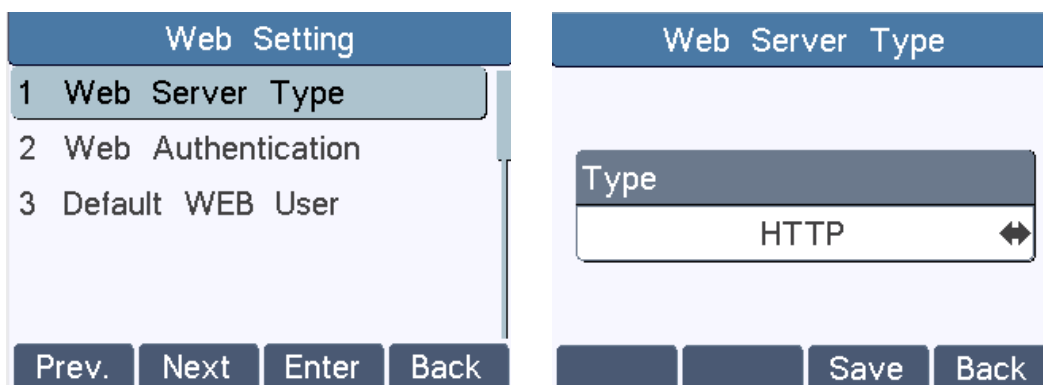 Web Setting
1 Web Server Type
2 Web Authentication
3 Default WEB User
Prev. Next Enter Back
Web Server Type
Type
HTTP
Save Back